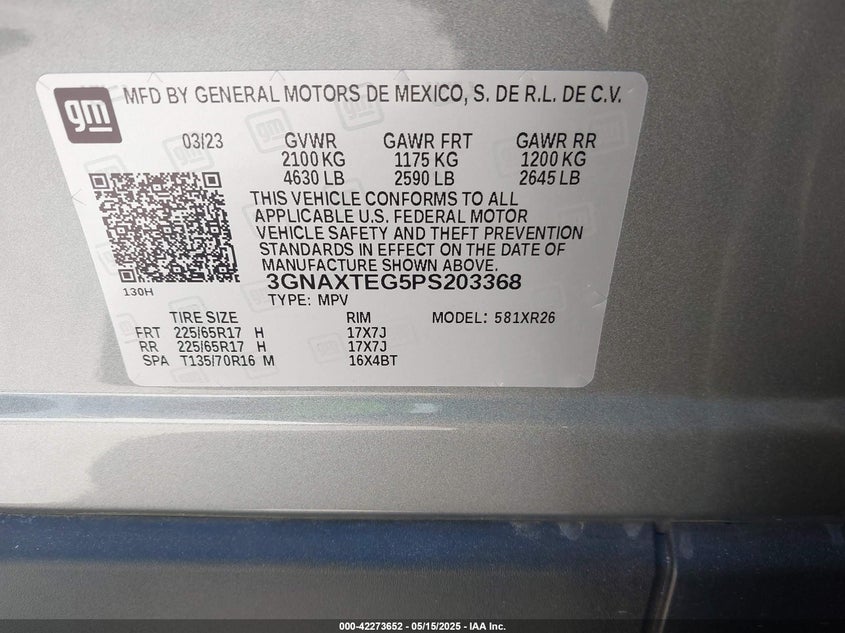 gm MFD BY GENERAL MOTORS DE MEXICO, S. DE R.L. DE C.V.
03/23 GVWR GAWR FRT GAWR RR
2100 KG 1175 KG 1200 KG
4630 LB 2590 LB 2645 LB
THIS VEHICLE CONFORMS TO ALL
APPLICABLE U.S. FEDERAL MOTOR
VEHICLE SAFETY AND THEFT PREVENTION
STANDARDS IN EFFECT ON THE DATE OF
MANUFACTURE SHOWN ABOVE.
130H
3GNAXTEG5PS203368
TYPE: MPV
TIRE SIZE RIM MODEL: 581XR26
FRT 225/65R17 H 17X7J
RR 225/65R17 H 17X7J
SPA T135/70R16 M 16X4BT
000-42273652 - 05/15/2025 - IAA Inc.